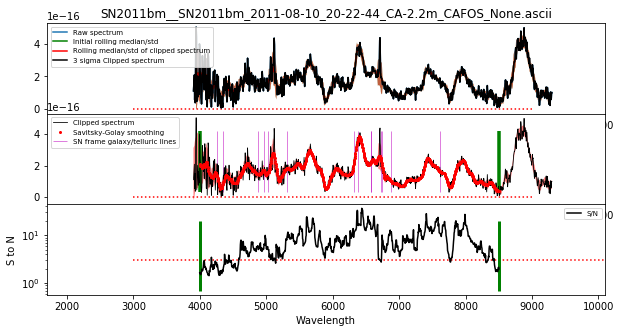 SN2011bm__SN2011bm_2011-08-10_20-22-44_CA-2.2m_CAFOS_None.ascii
1e−16
Raw spectrum
Initial rolling median/std
Rolling median/std of clipped spectrum
3 sigma Clipped spectrum
4
2
0
1e−16
Clipped spectrum
Savitsky-Golay smoothing
SN frame galaxy/telluric lines
4
2
0
S/N
10¹
10⁰
S to N
2000 3000 4000 5000 6000 7000 8000 9000 10000
Wavelength